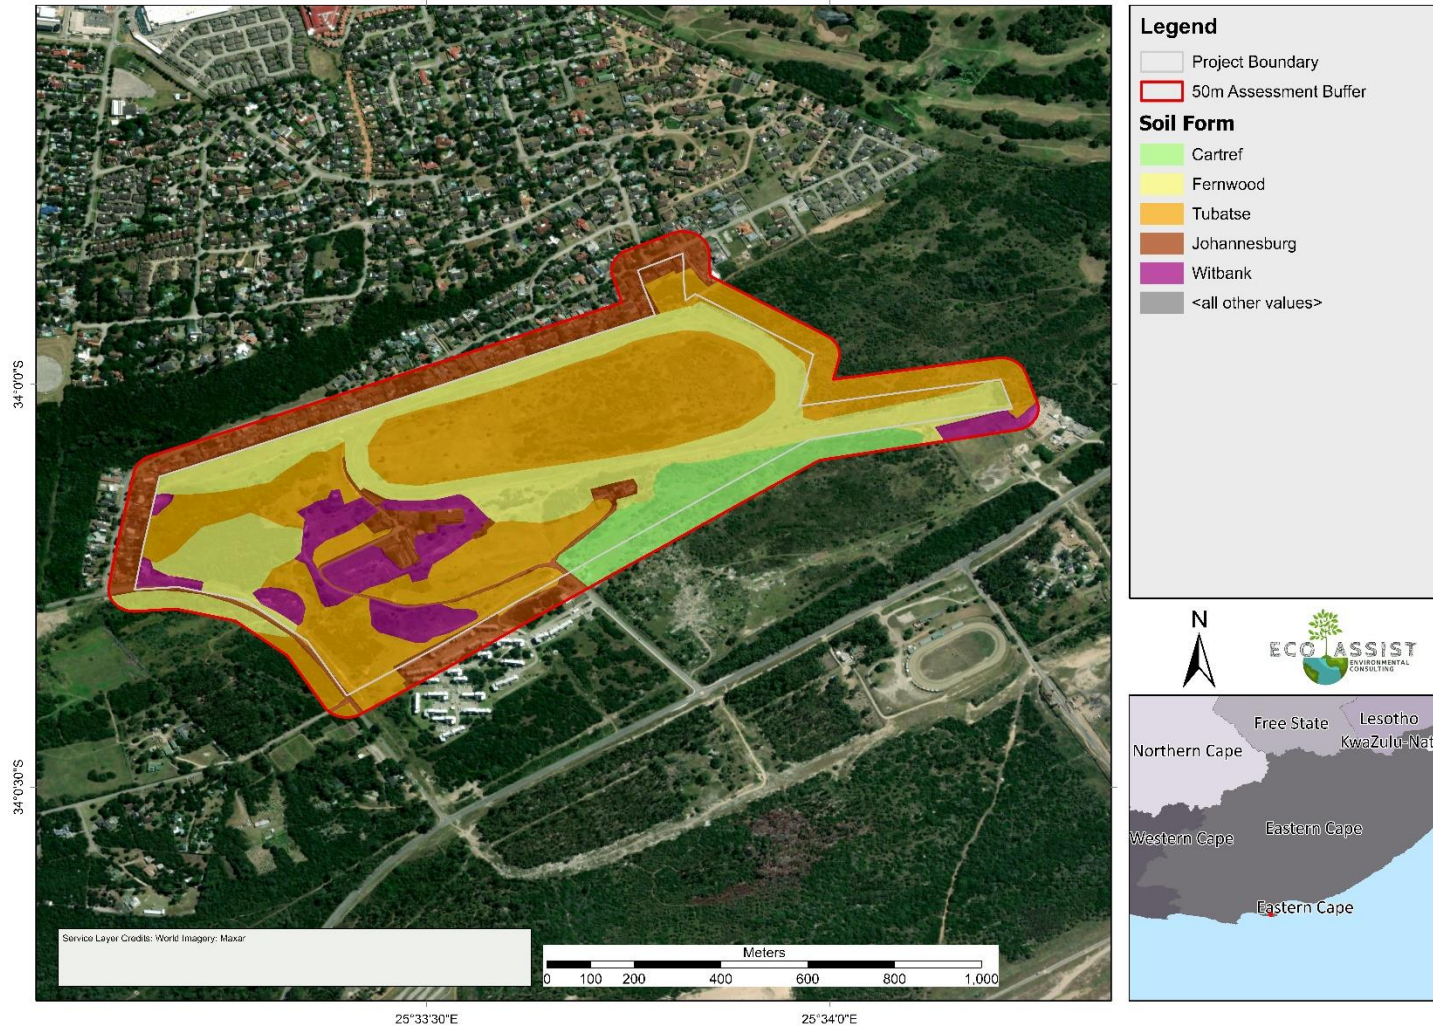 Legend
Project Boundary
50m Assessment Buffer
Soil Form
Cartref
Fernwood
Tubatse
Johannesburg
Witbank
<all other values>
34°0'0"S
34°0'30"S
N
ECO ASSIST
ENVIRONMENTAL
CONSULTING
Free State
Lesotho
KwaZulu-Nat
Northern Cape
Eastern Cape
Western Cape
Eastern Cape
Service Layer Credits: World Imagery: Maxar
Meters
0 100 200 400 600 800 1,000
25°33'30"E
25°34'0"E